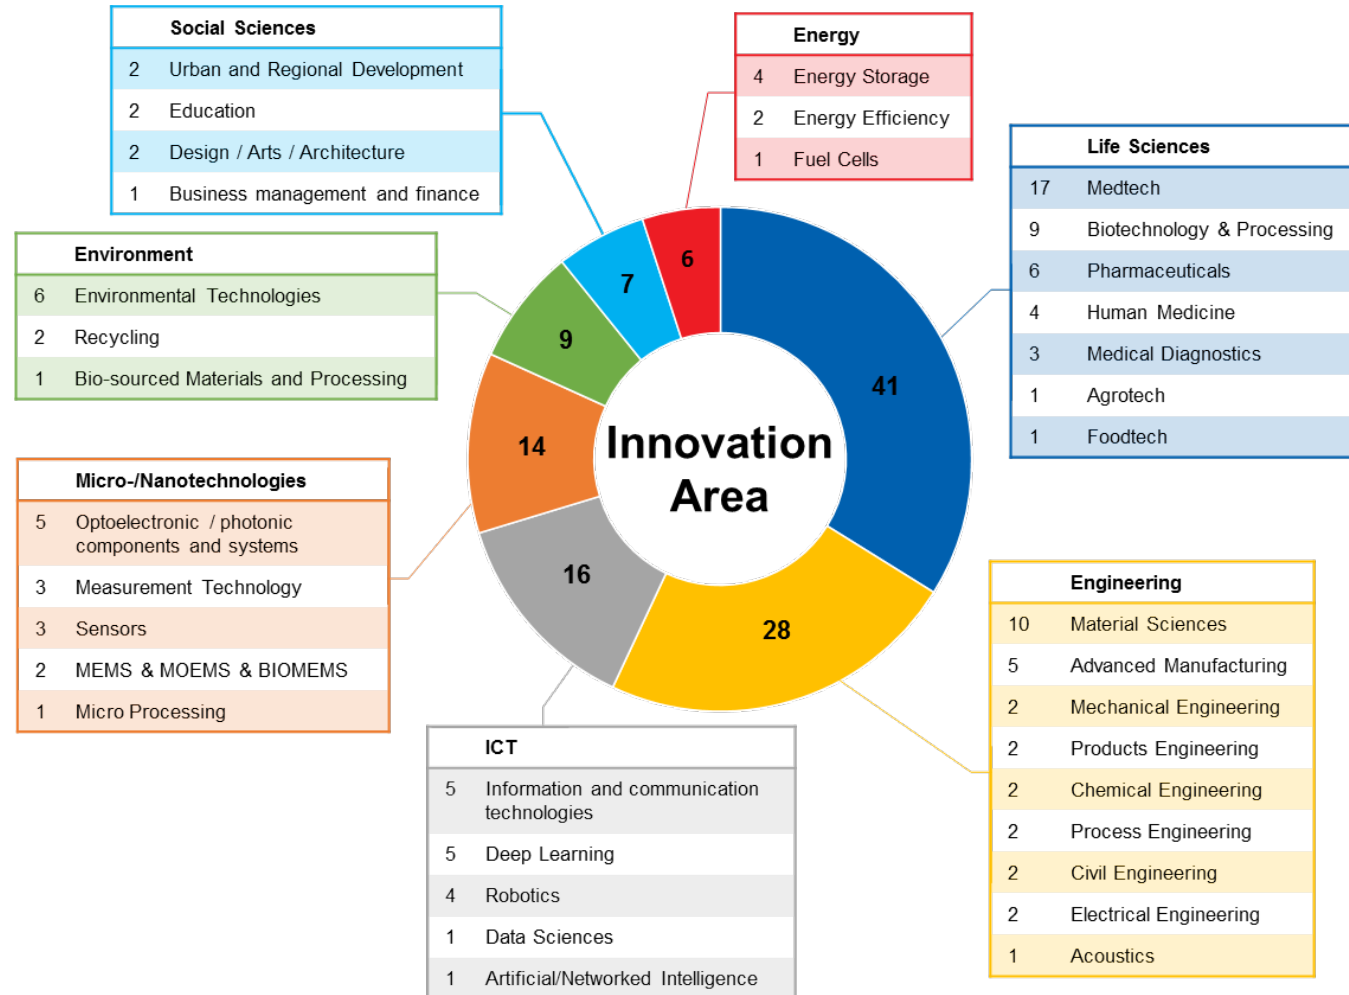 Social Sciences
2 Urban and Regional Development
2 Education
2 Design / Arts / Architecture
1 Business management and finance
Energy
4 Energy Storage
2 Energy Efficiency
1 Fuel Cells
Life Sciences
17 Medtech
9 Biotechnology & Processing
6 Pharmaceuticals
4 Human Medicine
3 Medical Diagnostics
1 Agrotech
1 Foodtech
Environment
6 Environmental Technologies
2 Recycling
1 Bio-sourced Materials and Processing
Micro-/Nanotechnologies
5 Optoelectronic / photonic
components and systems
3 Measurement Technology
3 Sensors
2 MEMS & MOEMS & BIOMEMS
1 Micro Processing
6
7
9
41
14
Innovation
Area
16
28
Engineering
10 Material Sciences
5 Advanced Manufacturing
2 Mechanical Engineering
2 Products Engineering
2 Chemical Engineering
2 Process Engineering
2 Civil Engineering
2 Electrical Engineering
1 Acoustics
ICT
5 Information and communication
technologies
5 Deep Learning
4 Robotics
1 Data Sciences
1 Artificial/Networked Intelligence